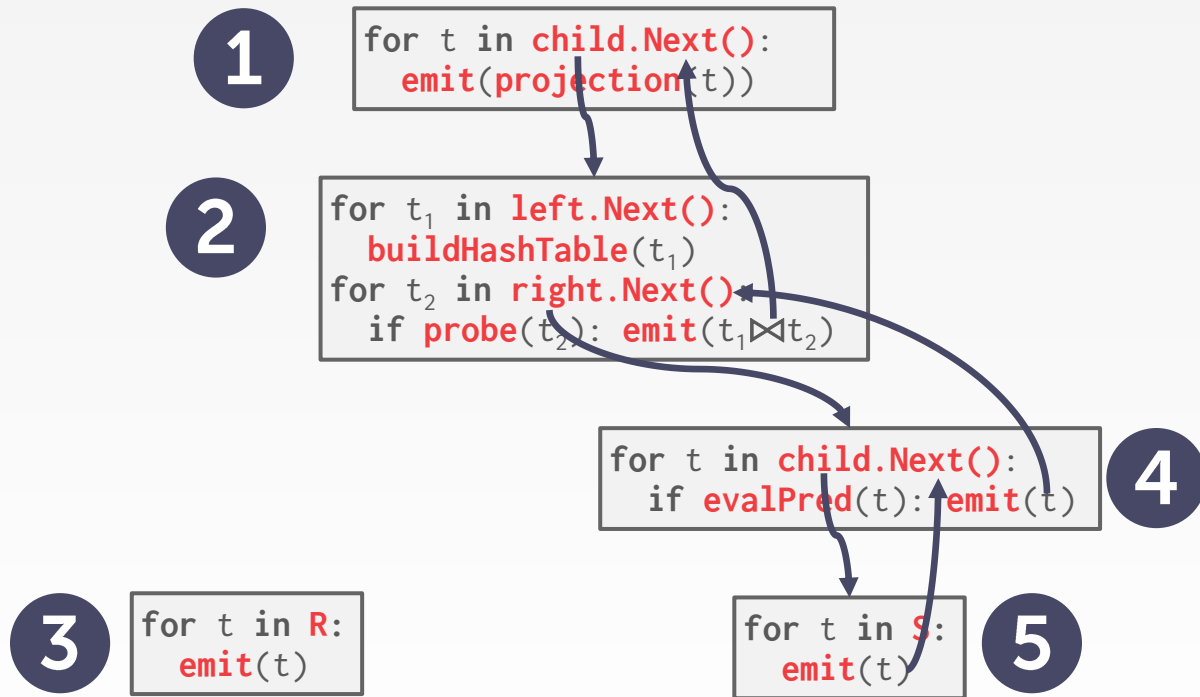 1
for t in child.Next():
emit(projection(t))
2
for t₁ in left.Next():
buildHashTable(t₁)
for t₂ in right.Next():
if probe(t₂): emit(t₁⋈t₂)
for t in child.Next():
if evalPred(t): emit(t)
4
3
for t in R:
emit(t)
for t in S:
emit(t)
5